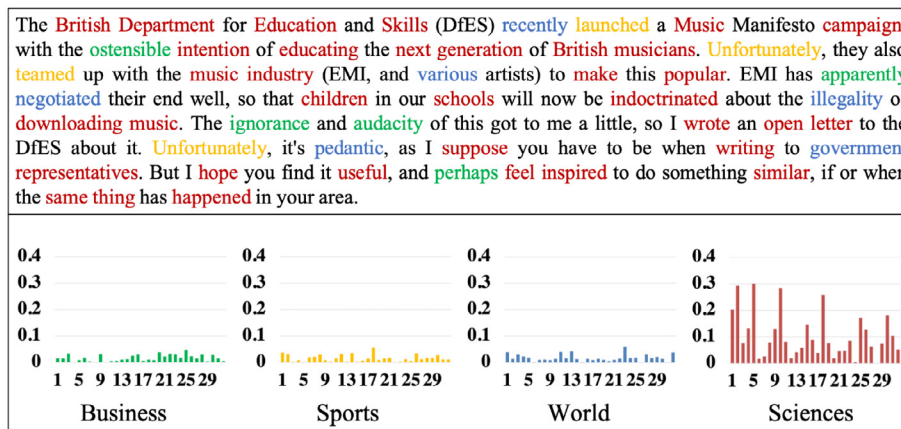 The British Department for Education and Skills (DfES) recently launched a Music Manifesto campaign
with the ostensible intention of educating the next generation of British musicians. Unfortunately, they also
teamed up with the music industry (EMI, and various artists) to make this popular. EMI has apparently
negotiated their end well, so that children in our schools will now be indoctrinated about the illegality o
downloading music. The ignorance and audacity of this got to me a little, so I wrote an open letter to the
DfES about it. Unfortunately, it's pedantic, as I suppose you have to be when writing to governmen
representatives. But I hope you find it useful, and perhaps feel inspired to do something similar, if or when
the same thing has happened in your area.
0.4 0.4 0.4 0.4
0.3 0.3 0.3 0.3
0.2 0.2 0.2 0.2
0.1 0.1 0.1 0.1
0 0 0 0
1 5 9 13 17 21 25 29 1 5 9 13 17 21 25 29 1 5 9 13 17 21 25 29 1 5 9 13 17 21 25 29
Business Sports World Sciences